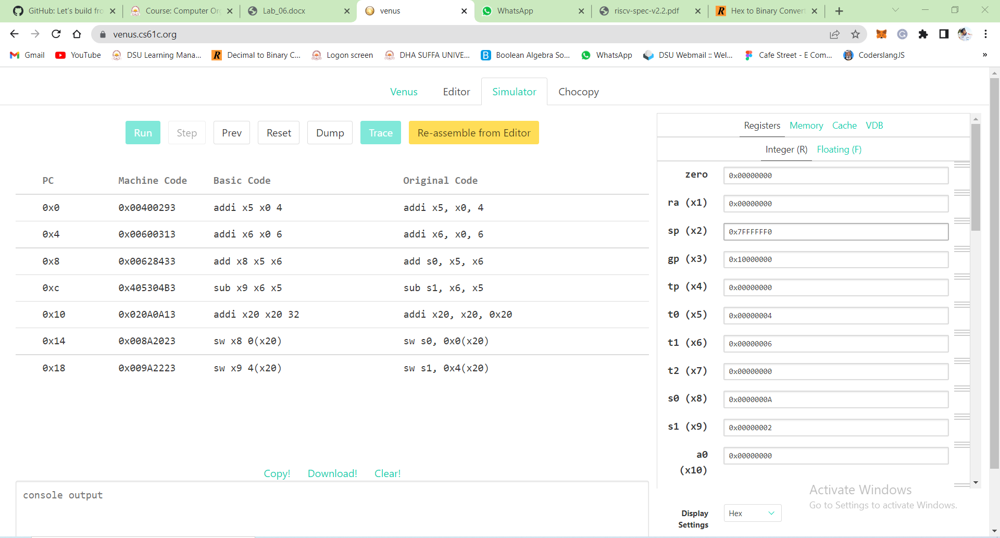 GitHub: Let's build fro
Course: Computer Or
Lab_06.docx
venus
WhatsApp
riscv-spec-v2.2.pdf
Hex to Binary Convert
venus.cs61c.org
Gmail
YouTube
DSU Learning Mana...
Decimal to Binary C...
Logon screen
DHA SUFFA UNIVE...
Boolean Algebra So...
WhatsApp
DSU Webmail :: Wel...
Cafe Street - E Com...
CoderslangJS
»
Venus Editor Simulator Chocopy
Run Step Prev Reset Dump Trace Re-assemble from Editor
PC Machine Code Basic Code Original Code
0x0 0x00400293 addi x5 x0 4 addi x5, x0, 4
0x4 0x00600313 addi x6 x0 6 addi x6, x0, 6
0x8 0x00628433 add x8 x5 x6 add s0, x5, x6
0xc 0x405304B3 sub x9 x6 x5 sub s1, x6, x5
0x10 0x020A0A13 addi x20 x20 32 addi x20, x20, 0x20
0x14 0x008A2023 sw x8 0(x20) sw s0, 0x0(x20)
0x18 0x009A2223 sw x9 4(x20) sw s1, 0x4(x20)
Copy! Download! Clear!
console output
Registers Memory Cache VDB
Integer (R) Floating (F)
zero 0x00000000
ra (x1) 0x00000000
sp (x2) 0x7FFFFFF0
gp (x3) 0x10000000
tp (x4) 0x00000000
t0 (x5) 0x00000004
t1 (x6) 0x00000006
t2 (x7) 0x00000000
s0 (x8) 0x0000000A
s1 (x9) 0x00000002
a0 0x00000000
(x10)
Activate Windows
Go to Settings to activate Windows.
Display Hex
Settings